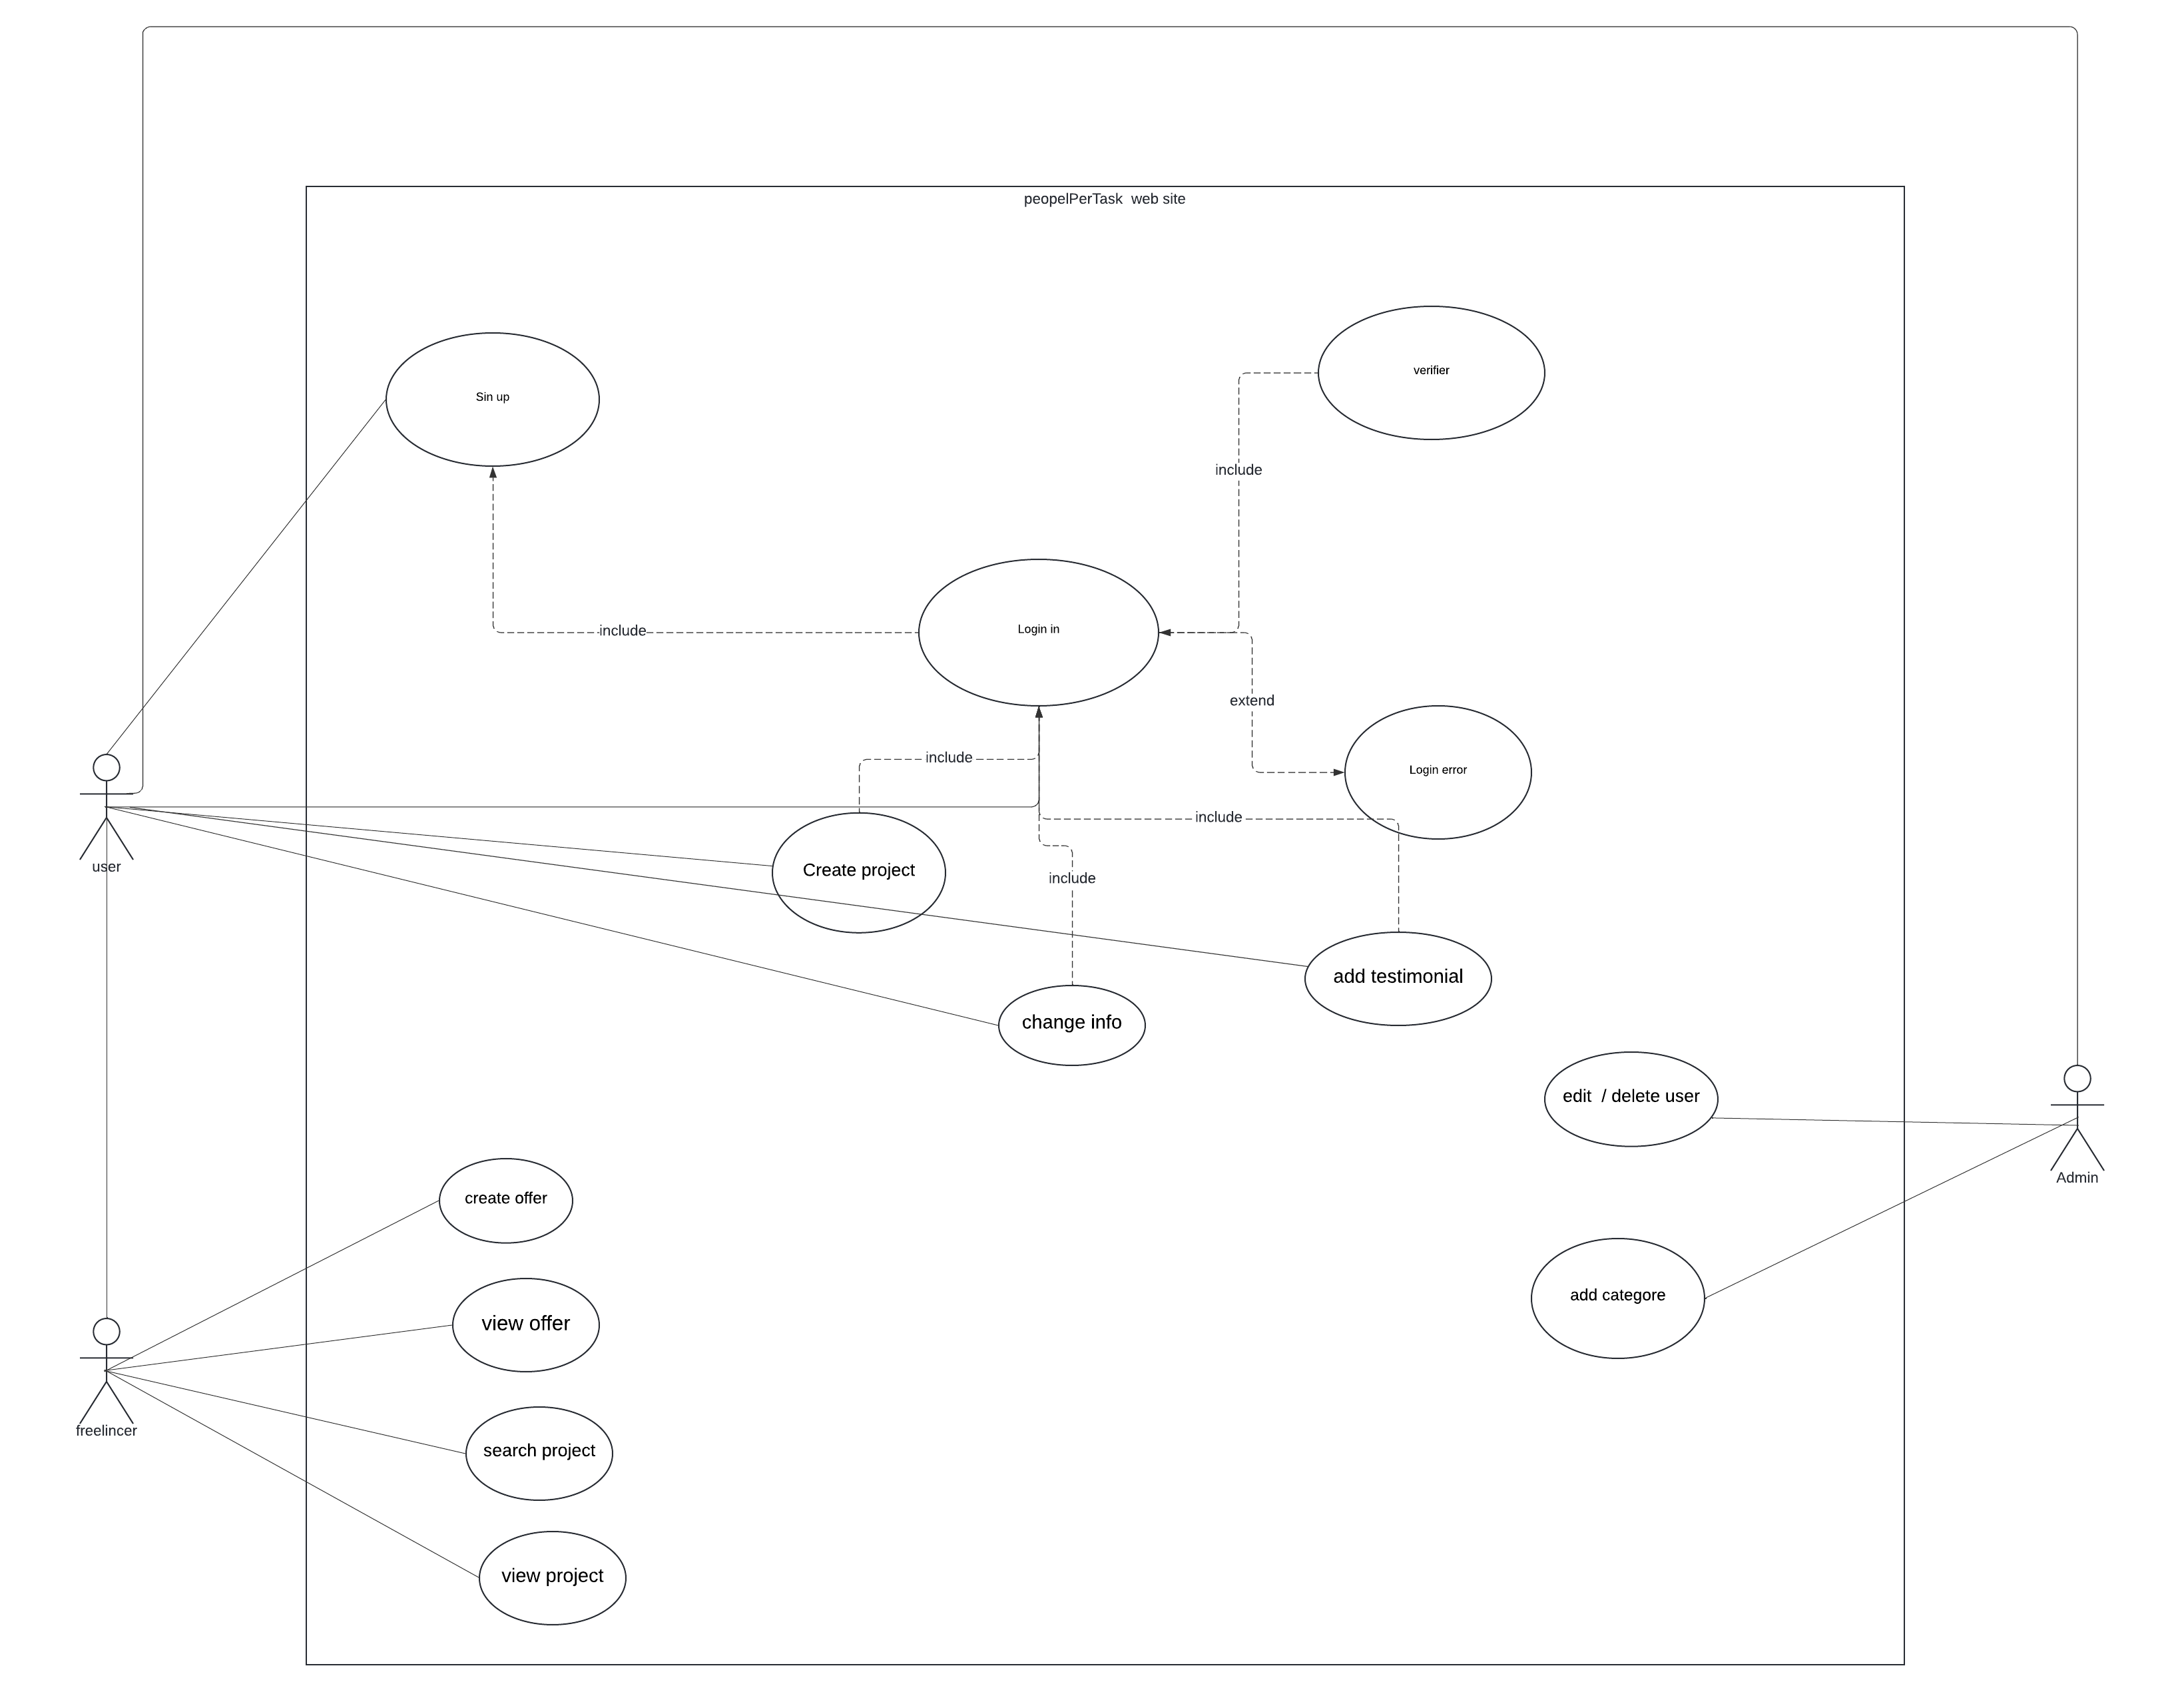 peopelPerTask  web site
verifier
Sin up
include
Login in
include
extend
include
Login error
include
user
Create project
include
add testimonial
change info
edit  / delete user
Admin
create offer
add categore
view offer
freelincer
search project
view project